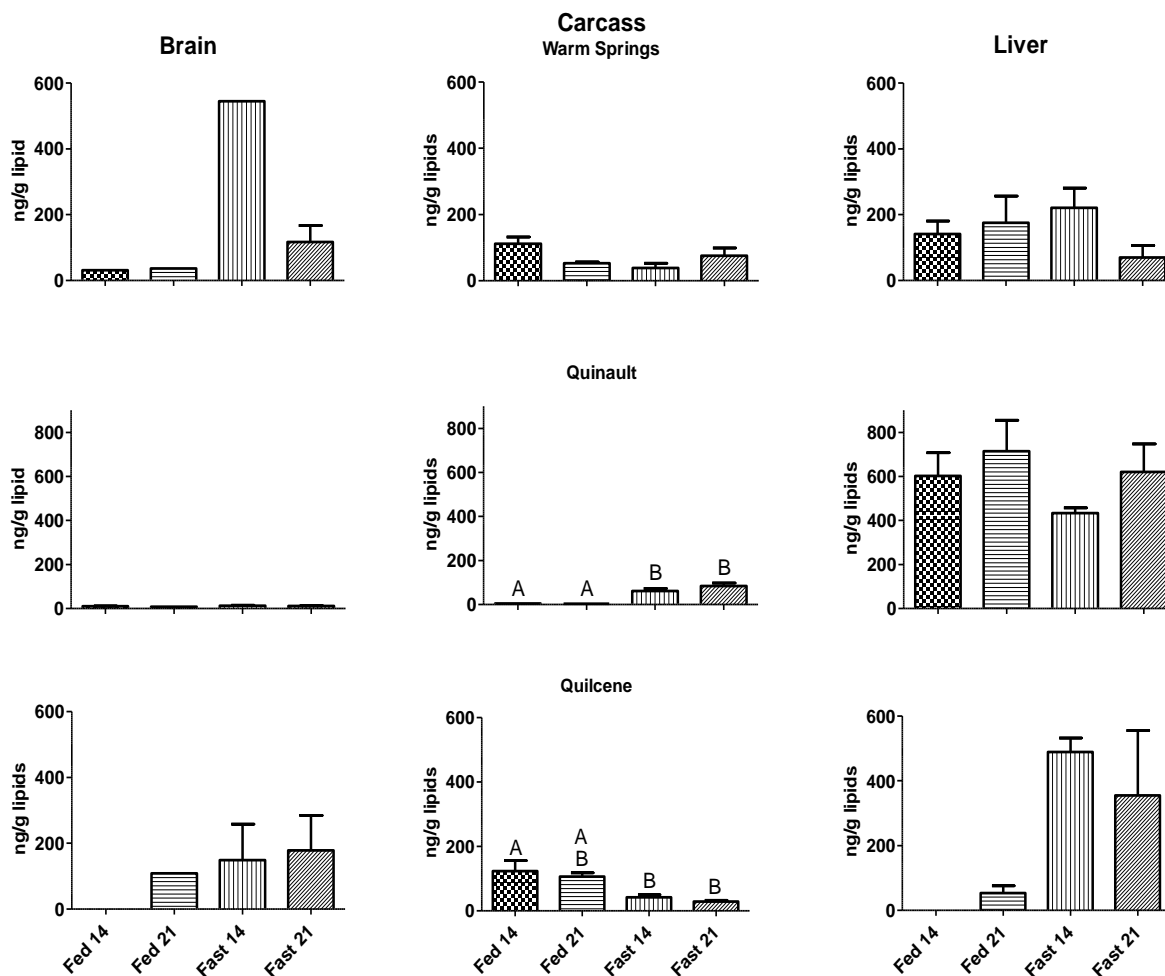 Carcass
Brain
Warm Springs
Liver
600
400
200
0
ng/g lipid
600
400
200
0
ng/g lipids
600
400
200
0
ng/g lipids
Quinault
800
600
400
200
0
ng/g lipid
800
600
400
200
0
ng/g lipids
A
A
B
B
800
600
400
200
0
ng/g lipids
Quilcene
600
400
200
0
ng/g lipids
Fed 14
Fed 21
Fast 14
Fast 21
600
400
200
0
ng/g lipids
A
A
B
B
B
Fed 14
Fed 21
Fast 14
Fast 21
600
400
200
0
ng/g lipids
Fed 14
Fed 21
Fast 14
Fast 21